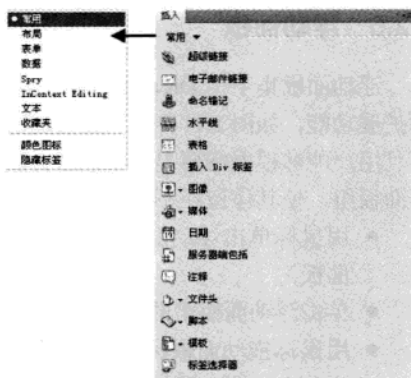 常用
布局
表单
数据
Spry
InContext Editing
文本
收藏夹
颜色图标
隐藏标签
插入
常用
超级链接
电子邮件链接
命名锚记
水平线
表格
插入 Div 标签
图像
媒体
日期
服务器端包括
注释
文件头
脚本
模板
标签选择器